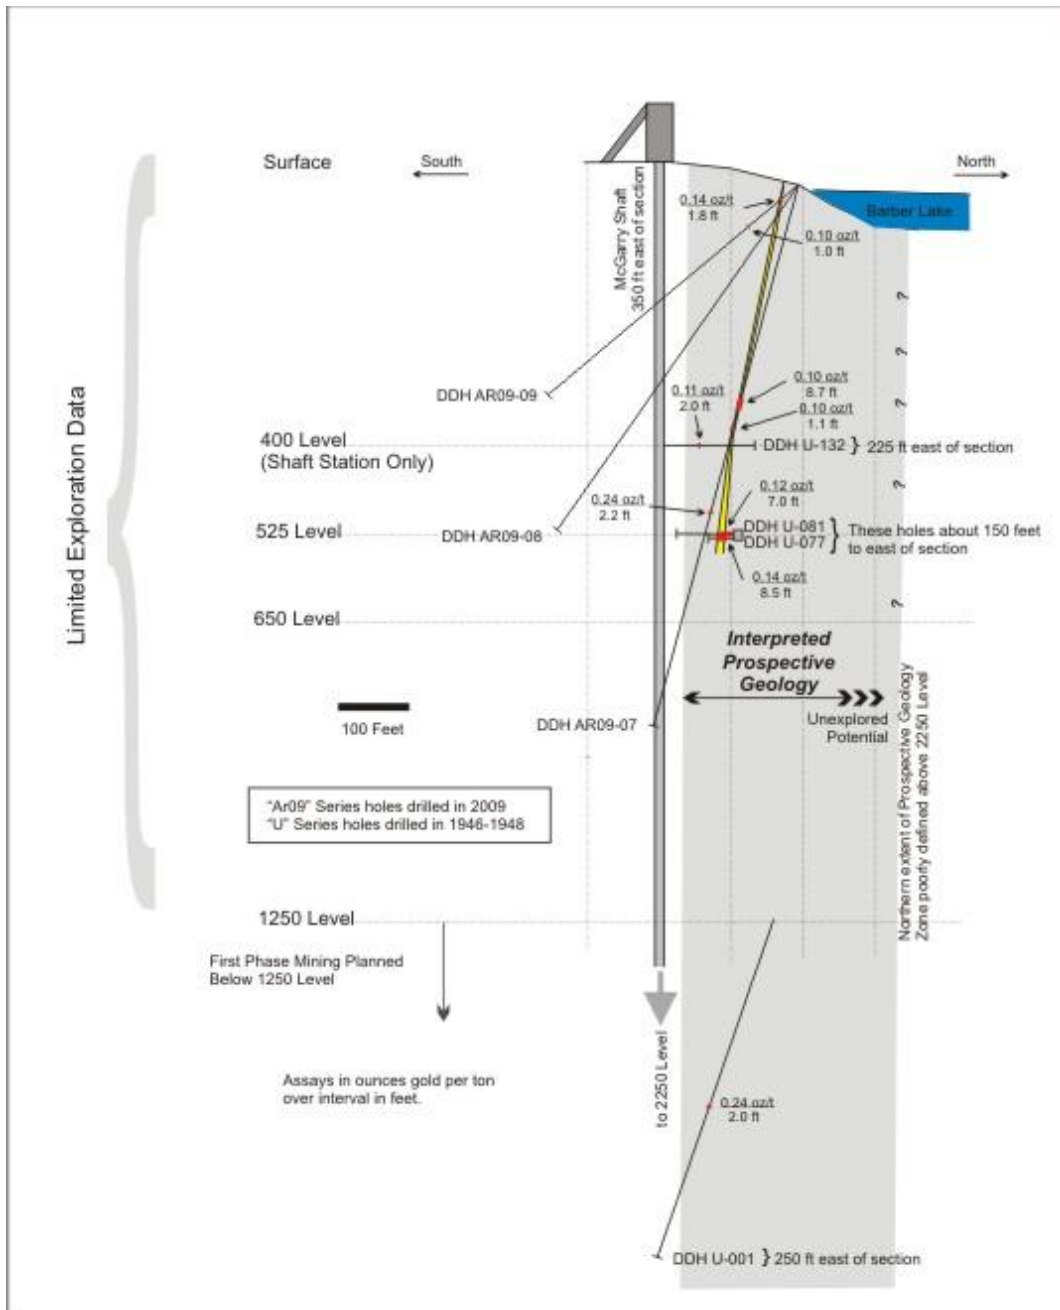 Surface
South
North
McGarry Shaft
350 ft east of section
0.14 oz/t
1.8 ft
Barber Lake
0.10 oz/t
1.0 ft
?
?
?
?
?
Limited Exploration Data
DDH AR09-09
0.10 oz/t
8.7 ft
0.11 oz/t
2.0 ft
0.10 oz/t
1.1 ft
400 Level
(Shaft Station Only)
DDH U-132 } 225 ft east of section
0.24 oz/t
2.2 ft
0.12 oz/t
7.0 ft
525 Level
DDH AR09-08
DDH U-081
DDH U-077
These holes about 150 feet
to east of section
0.14 oz/t
8.5 ft
650 Level
Interpreted
Prospective
Geology
100 Feet
DDH AR09-07
Unexplored
Potential
Northern extent of Prospective Geology
Zone poorly defined above 2250 Level
"Ar09" Series holes drilled in 2009
"U" Series holes drilled in 1946-1948
1250 Level
First Phase Mining Planned
Below 1250 Level
to 2250 Level
Assays in ounces gold per ton
over interval in feet.
0.24 oz/t
2.0 ft
DDH U-001 } 250 ft east of section